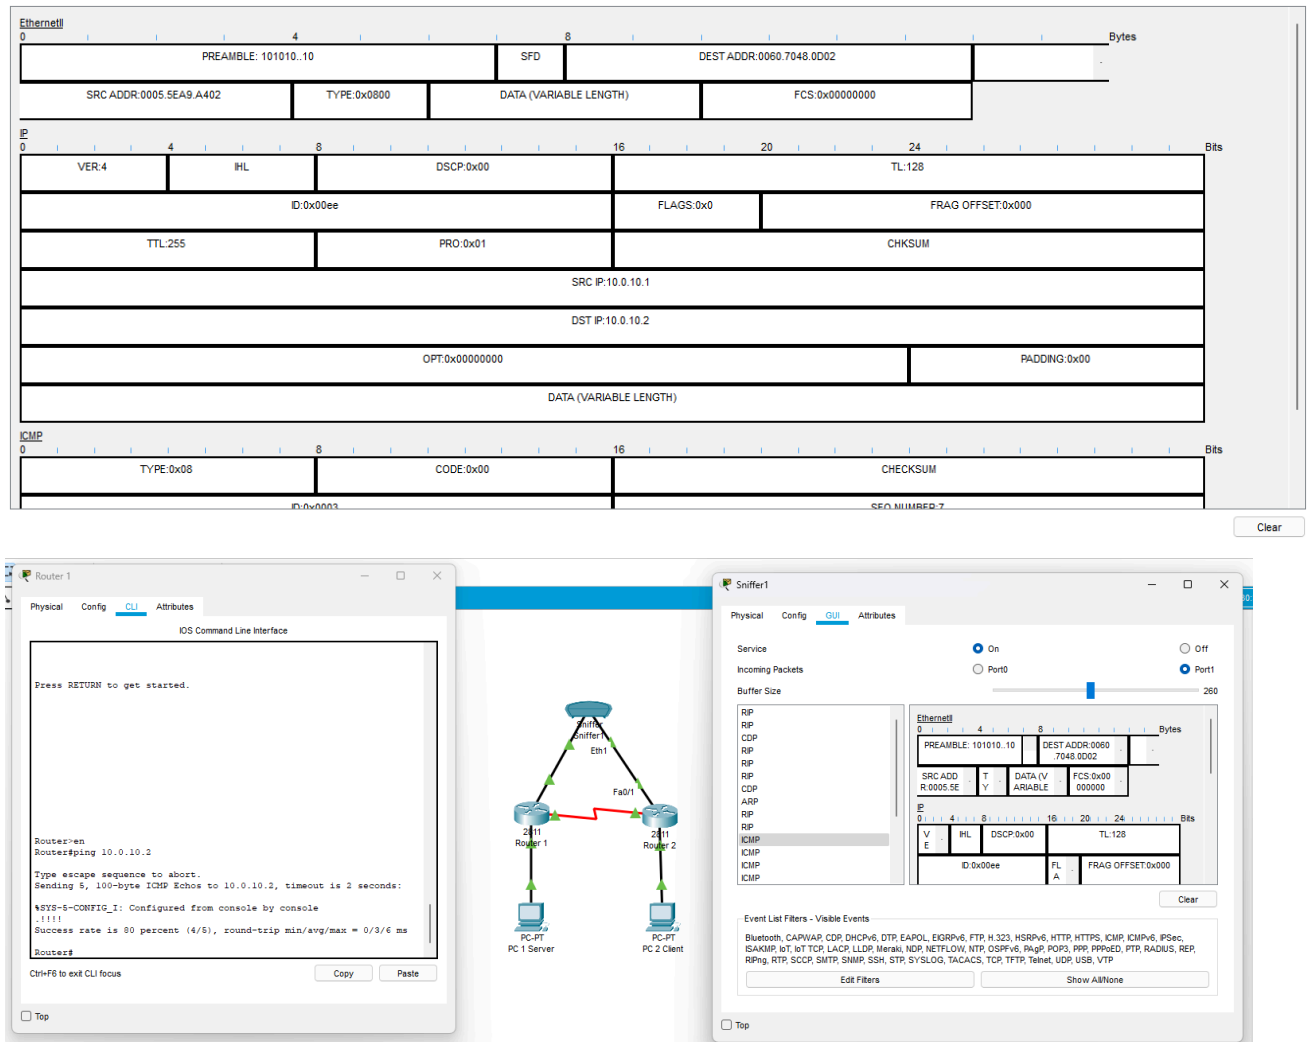 EthernetII
0 4 8 Bytes
PREAMBLE: 101010..10 SFD DEST ADDR:0060.7048.0D02
SRC ADDR:0005.5EA9.A402 TYPE:0x0800 DATA (VARIABLE LENGTH) FCS:0x00000000
IP
0 4 8 16 20 24 Bits
VER:4 IHL DSCP:0x00 TL:128
ID:0x00ee FLAGS:0x0 FRAG OFFSET:0x000
TTL:255 PRO:0x01 CHKSUM
SRC IP:10.0.10.1
DST IP:10.0.10.2
OPT:0x00000000 PADDING:0x00
DATA (VARIABLE LENGTH)
ICMP
0 8 16 Bits
TYPE:0x08 CODE:0x00 CHECKSUM
ID:0x0003 SEQ NUMBER:7
Clear
Router 1
Physical Config CLI Attributes
IOS Command Line Interface
Press RETURN to get started.
Router>en
Router#ping 10.0.10.2
Type escape sequence to abort.
Sending 5, 100-byte ICMP Echos to 10.0.10.2, timeout is 2 seconds:
%SYS-5-CONFIG_I: Configured from console by console
.!!!!
Success rate is 80 percent (4/5), round-trip min/avg/max = 0/3/6 ms
Router#
Ctrl+F6 to exit CLI focus
Copy Paste
Top
Sniffer
Sniffer1
Eth1
Fa0/1
2811
Router 1
2811
Router 2
PC-PT
PC 1 Server
PC-PT
PC 2 Client
Sniffer1
Physical Config GUI Attributes
Service On Off
Incoming Packets Port0 Port1
Buffer Size 260
RIP
RIP
CDP
RIP
RIP
RIP
CDP
ARP
RIP
RIP
ICMP
ICMP
ICMP
ICMP
EthernetII
0 4 8 Bytes
PREAMBLE: 101010..10 DEST ADDR:0060
.7048.0D02
SRC ADD T DATA (V FCS:0x00
R:0005.5E Y ARIABLE 000000
IP
0 4 8 16 20 24 Bits
V IHL DSCP:0x00 TL:128
E
ID:0x00ee FL FRAG OFFSET:0x000
A
Clear
Event List Filters - Visible Events
Bluetooth, CAPWAP, CDP, DHCPv6, DTP, EAPOL, EIGRPv6, FTP, H.323, HSRPv6, HTTP, HTTPS, ICMP, ICMPv6, IPSec,
ISAKMP, IoT, IoT TCP, LACP, LLDP, Meraki, NDP, NETFLOW, NTP, OSPFv6, PAgP, POP3, PPP, PPPoED, PTP, RADIUS, REP,
RIPng, RTP, SCCP, SMTP, SNMP, SSH, STP, SYSLOG, TACACS, TCP, TFTP, Telnet, UDP, USB, VTP
Edit Filters Show All/None
Top